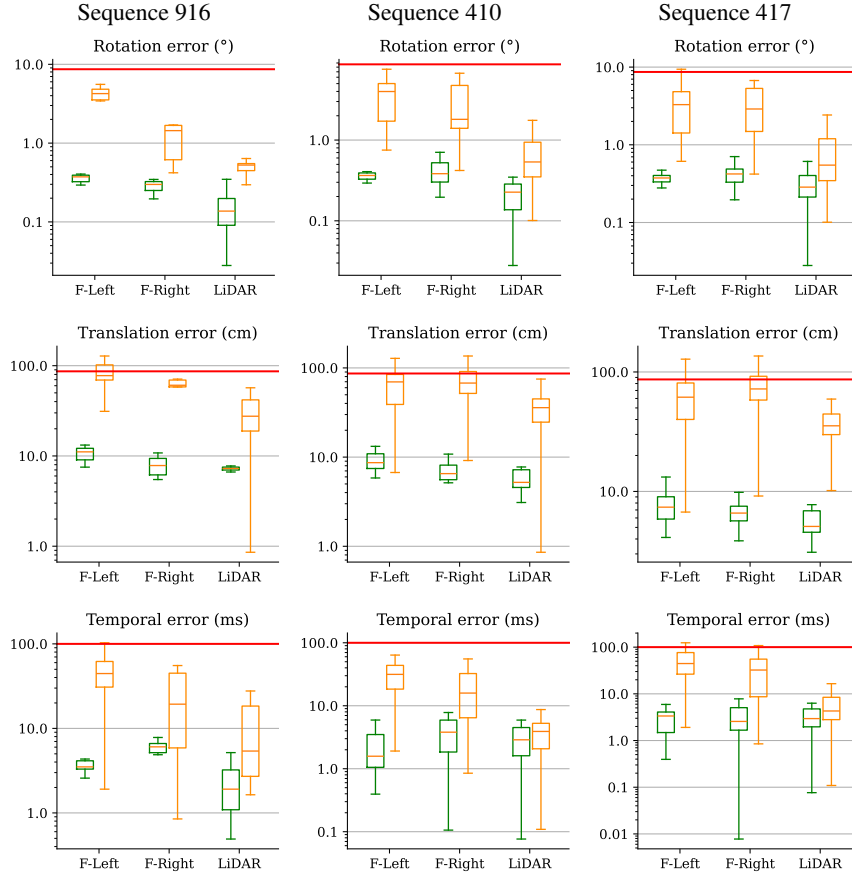 Sequence 916 Sequence 410 Sequence 417
Rotation error (°) Rotation error (°) Rotation error (°)
10.0 10.0
1.0 1.0 1.0
0.1 0.1 0.1
F-Left F-Right LiDAR F-Left F-Right LiDAR F-Left F-Right LiDAR
Translation error (cm) Translation error (cm) Translation error (cm)
100.0 100.0 100.0
10.0 10.0 10.0
1.0 1.0
F-Left F-Right LiDAR F-Left F-Right LiDAR F-Left F-Right LiDAR
Temporal error (ms) Temporal error (ms) Temporal error (ms)
100.0 100.0 100.0
10.0 10.0 10.0
1.0 1.0 1.0
0.1 0.1
0.01
F-Left F-Right LiDAR F-Left F-Right LiDAR F-Left F-Right LiDAR